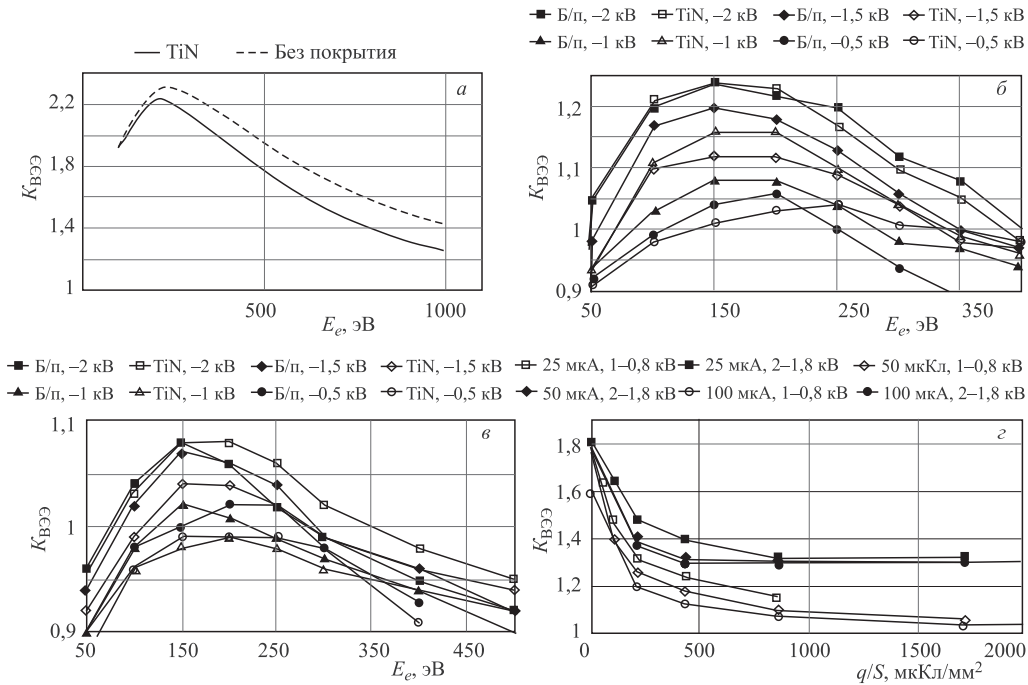 TiN Без покрытия
а
K_ВЭЭ
2,2
1,8
1,4
1
500 1000
E_e, эВ
Б/п, –2 кВ TiN, –2 кВ Б/п, –1,5 кВ TiN, –1,5 кВ
Б/п, –1 кВ TiN, –1 кВ Б/п, –0,5 кВ TiN, –0,5 кВ
б
K_ВЭЭ
1,2
1,1
1
0,9
50 150 250 350
E_e, эВ
Б/п, –2 кВ TiN, –2 кВ Б/п, –1,5 кВ TiN, –1,5 кВ
Б/п, –1 кВ TiN, –1 кВ Б/п, –0,5 кВ TiN, –0,5 кВ
в
K_ВЭЭ
1,1
1
0,9
50 150 250 350 450
E_e, эВ
25 мкА, 1–0,8 кВ 25 мкА, 2–1,8 кВ 50 мкКл, 1–0,8 кВ
50 мкА, 2–1,8 кВ 100 мкА, 1–0,8 кВ 100 мкА, 2–1,8 кВ
г
K_ВЭЭ
1,8
1,6
1,4
1,2
1
0 500 1000 1500 2000
q/S, мкКл/мм²